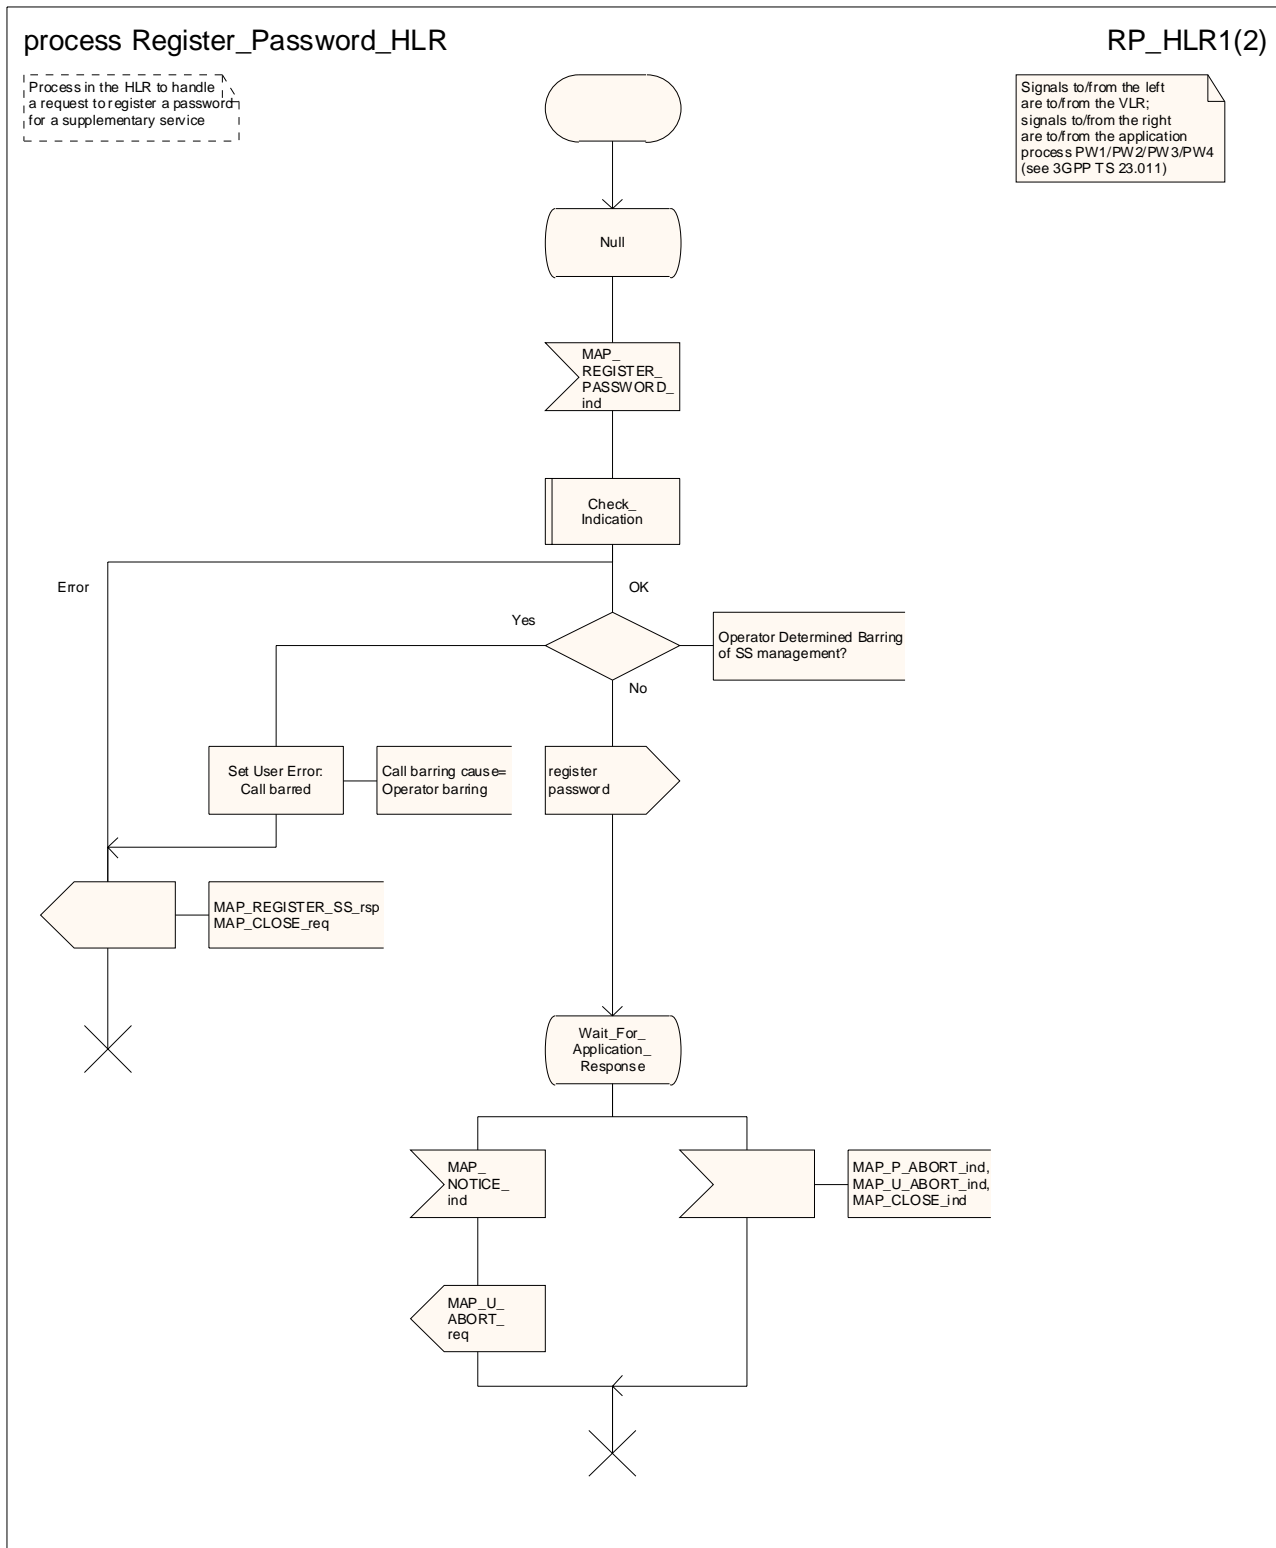 process Register_Password_HLR
RP_HLR1(2)
Process in the HLR to handle
a request to register a password
for a supplementary service
Signals to/from the left
are to/from the VLR;
signals to/from the right
are to/from the application
process PW1/PW2/PW3/PW4
(see 3GPP TS 23.011)
Null
MAP_
REGISTER_
PASSWORD_
ind
Check_
Indication
Error
OK
Yes
Operator Determined Barring
of SS management?
No
Set User Error:
Call barred
Call barring cause=
Operator barring
register
password
MAP_REGISTER_SS_rsp
MAP_CLOSE_req
Wait_For_
Application_
Response
MAP_
NOTICE_
ind
MAP_P_ABORT_ind,
MAP_U_ABORT_ind,
MAP_CLOSE_ind
MAP_U_
ABORT_
req